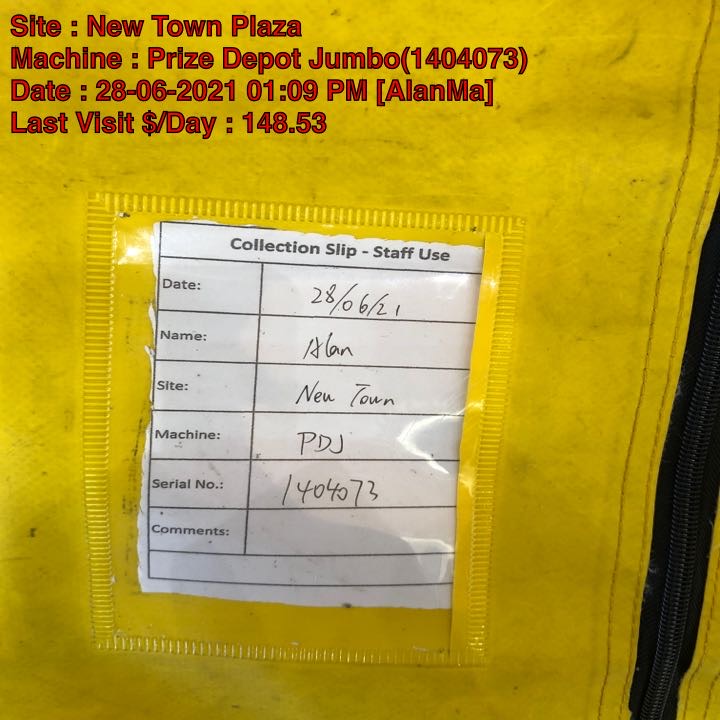 Site : New Town Plaza
Machine : Prize Depot Jumbo(1404073)
Date : 28-06-2021 01:09 PM [AlanMa]
Last Visit $/Day : 148.53
Collection Slip - Staff Use
Date: 28/06/21
Name: Alan
Site: New Town
Machine: PDJ
Serial No.: 1404073
Comments: